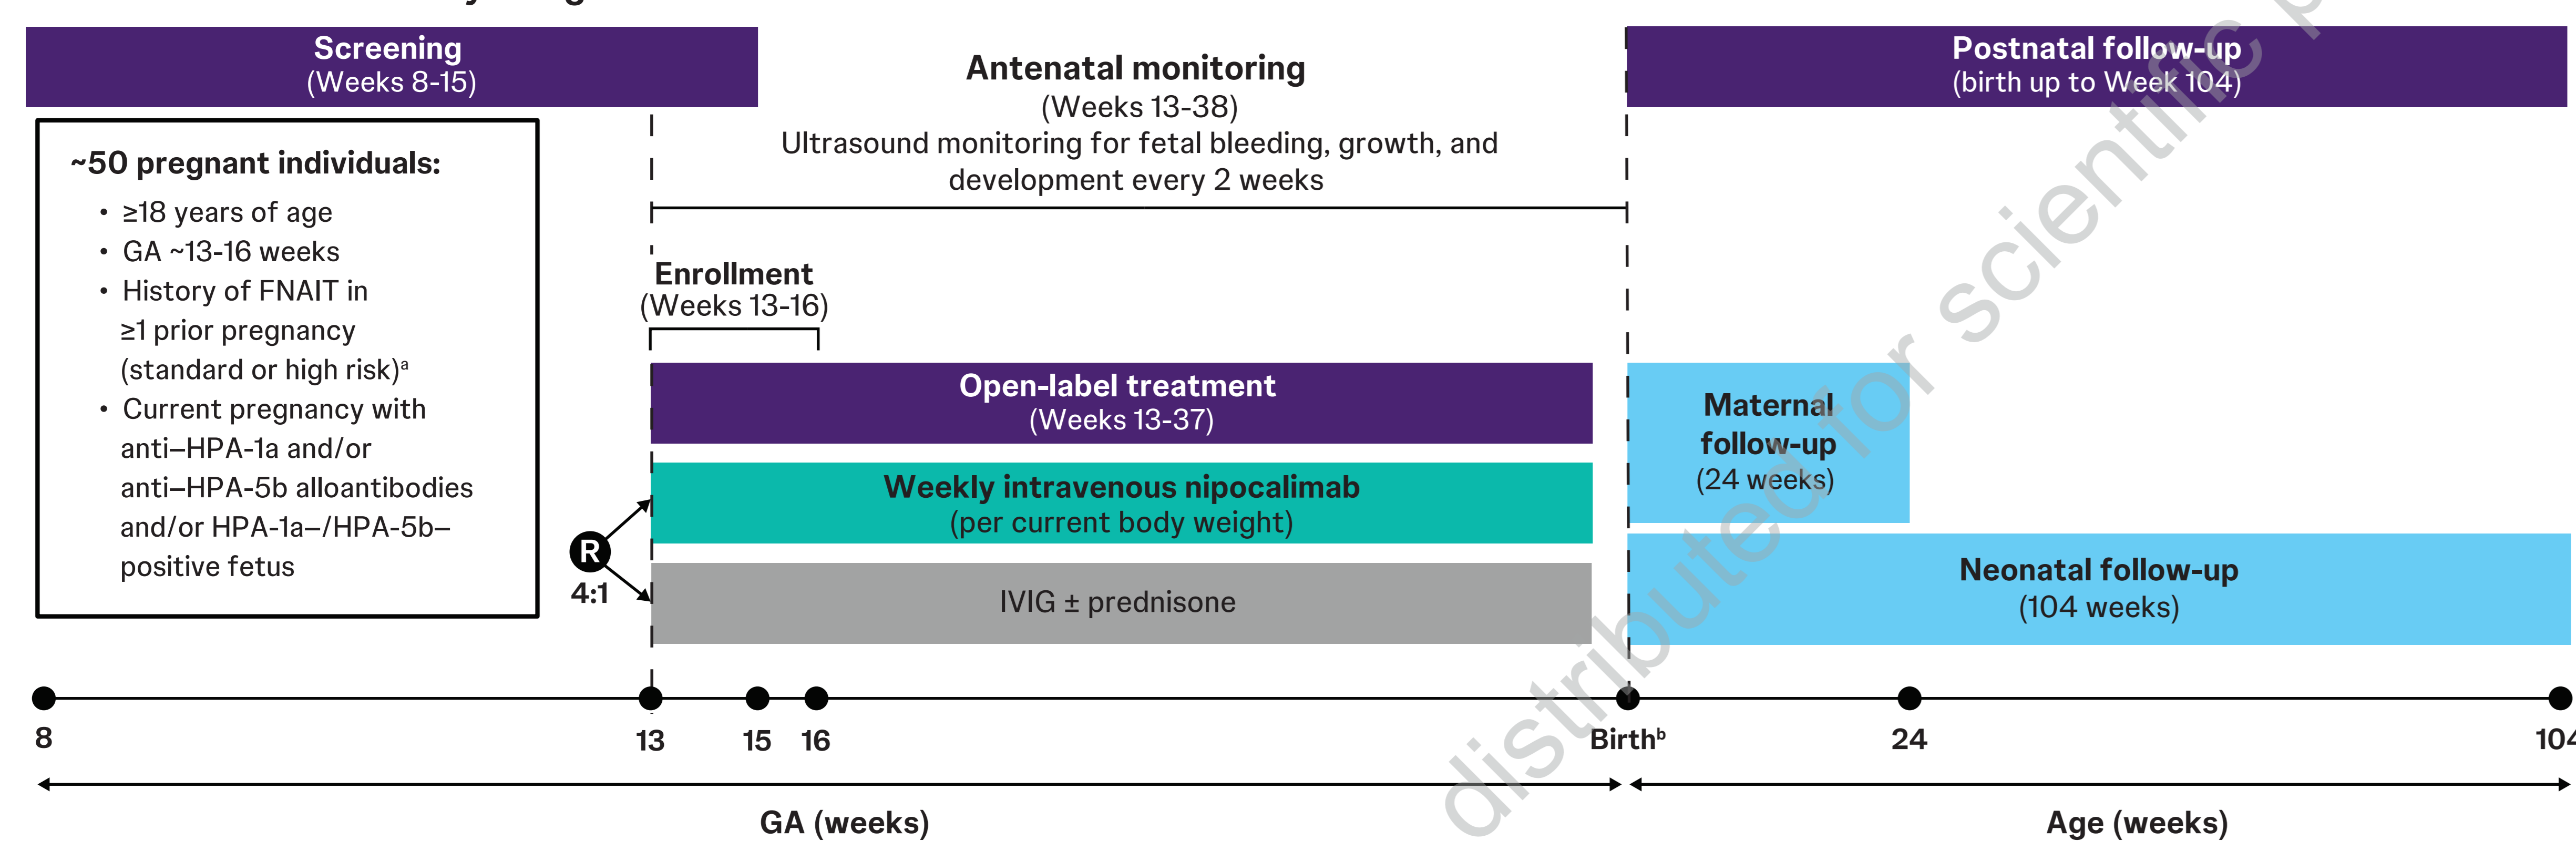 Screening
(Weeks 8-15)
Antenatal monitoring
(Weeks 13-38)
Ultrasound monitoring for fetal bleeding, growth, and
development every 2 weeks
Postnatal follow-up
(birth up to Week 104)
~50 pregnant individuals:
• ≥18 years of age
• GA ~13-16 weeks
• History of FNAIT in
≥1 prior pregnancy
(standard or high risk)ᵃ
• Current pregnancy with
anti–HPA-1a and/or
anti–HPA-5b alloantibodies
and/or HPA-1a–/HPA-5b–
positive fetus
Enrollment
(Weeks 13-16)
Open-label treatment
(Weeks 13-37)
Weekly intravenous nipocalimab
(per current body weight)
R
4:1
IVIG ± prednisone
Maternal
follow-up
(24 weeks)
Neonatal follow-up
(104 weeks)
8
13
15
16
Birthᵇ
24
104
GA (weeks)
Age (weeks)
distributed for scientific